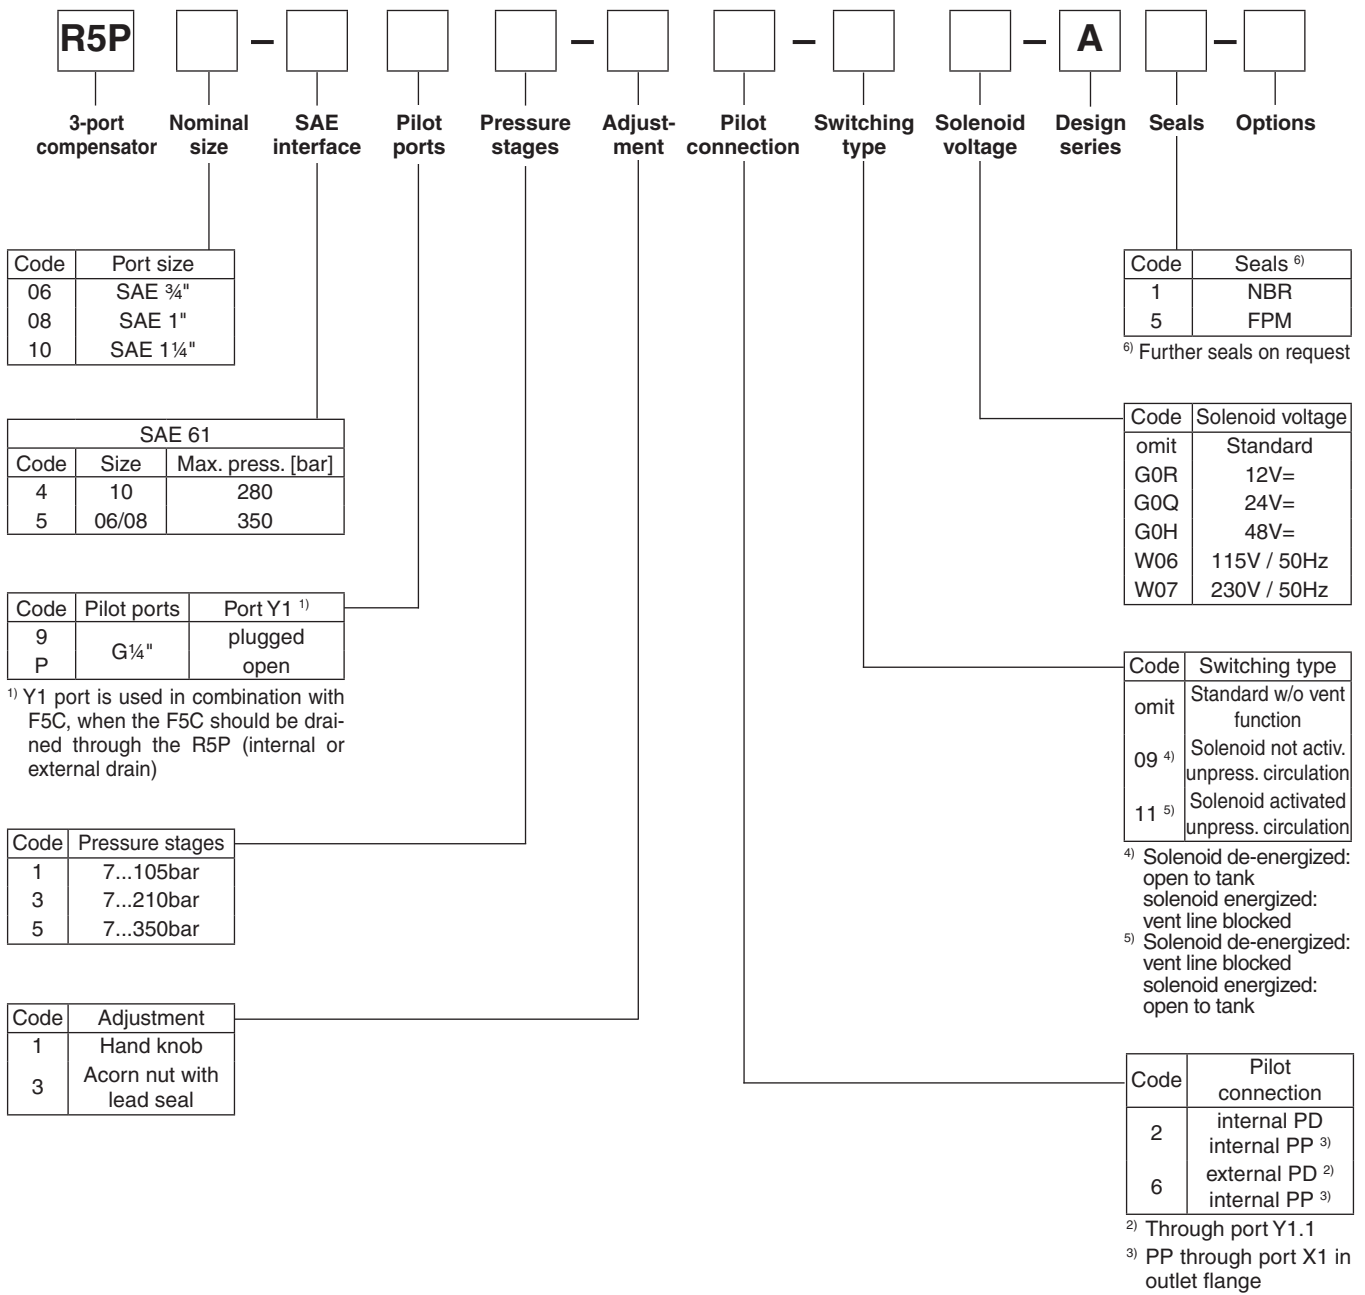 R5P – – – – A –
3-port compensator
Nominal size
SAE interface
Pilot ports
Pressure stages
Adjust- ment
Pilot connection
Switching type
Solenoid voltage
Design series
Seals
Options
Code Port size
06 SAE ¾"
08 SAE 1"
10 SAE 1¼"
SAE 61
Code Size Max. press. [bar]
4 10 280
5 06/08 350
Code Pilot ports Port Y1 1)
9 G¼" plugged
P open
1) Y1 port is used in combination with
F5C, when the F5C should be drai-
ned through the R5P (internal or
external drain)
Code Pressure stages
1 7...105bar
3 7...210bar
5 7...350bar
Code Adjustment
1 Hand knob
3 Acorn nut with
lead seal
Code Seals 6)
1 NBR
5 FPM
6) Further seals on request
Code Solenoid voltage
omit Standard
G0R 12V=
G0Q 24V=
G0H 48V=
W06 115V / 50Hz
W07 230V / 50Hz
Code Switching type
omit Standard w/o vent
function
09 4) Solenoid not activ.
unpress. circulation
11 5) Solenoid activated
unpress. circulation
4) Solenoid de-energized:
open to tank
solenoid energized:
vent line blocked
5) Solenoid de-energized:
vent line blocked
solenoid energized:
open to tank
Code Pilot
connection
2 internal PD
internal PP 3)
6 external PD 2)
internal PP 3)
2) Through port Y1.1
3) PP through port X1 in
outlet flange